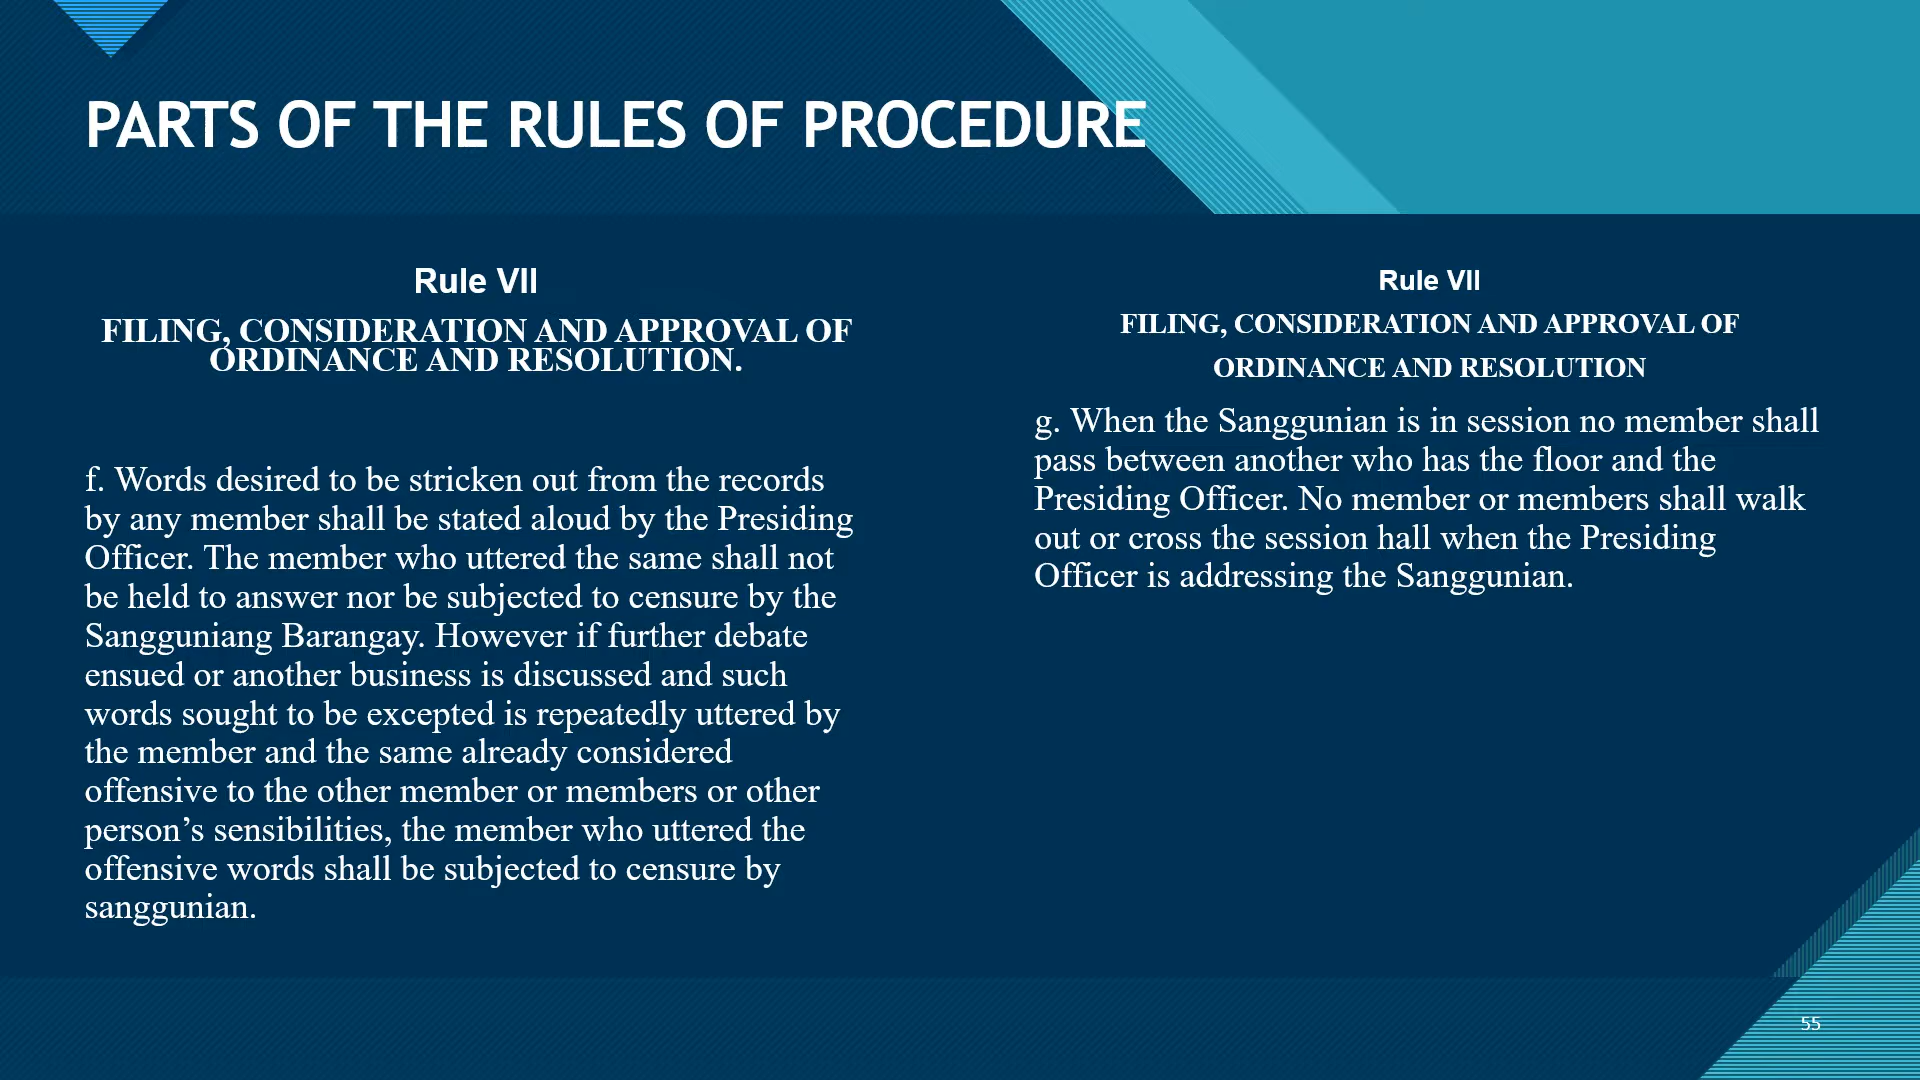 PARTS OF THE RULES OF PROCEDURE
Rule VII
FILING, CONSIDERATION AND APPROVAL OF
ORDINANCE AND RESOLUTION.
f. Words desired to be stricken out from the records
by any member shall be stated aloud by the Presiding
Officer. The member who uttered the same shall not
be held to answer nor be subjected to censure by the
Sangguniang Barangay. However if further debate
ensued or another business is discussed and such
words sought to be excepted is repeatedly uttered by
the member and the same already considered
offensive to the other member or members or other
person’s sensibilities, the member who uttered the
offensive words shall be subjected to censure by
sanggunian.
Rule VII
FILING, CONSIDERATION AND APPROVAL OF
ORDINANCE AND RESOLUTION
g. When the Sanggunian is in session no member shall
pass between another who has the floor and the
Presiding Officer. No member or members shall walk
out or cross the session hall when the Presiding
Officer is addressing the Sanggunian.
55